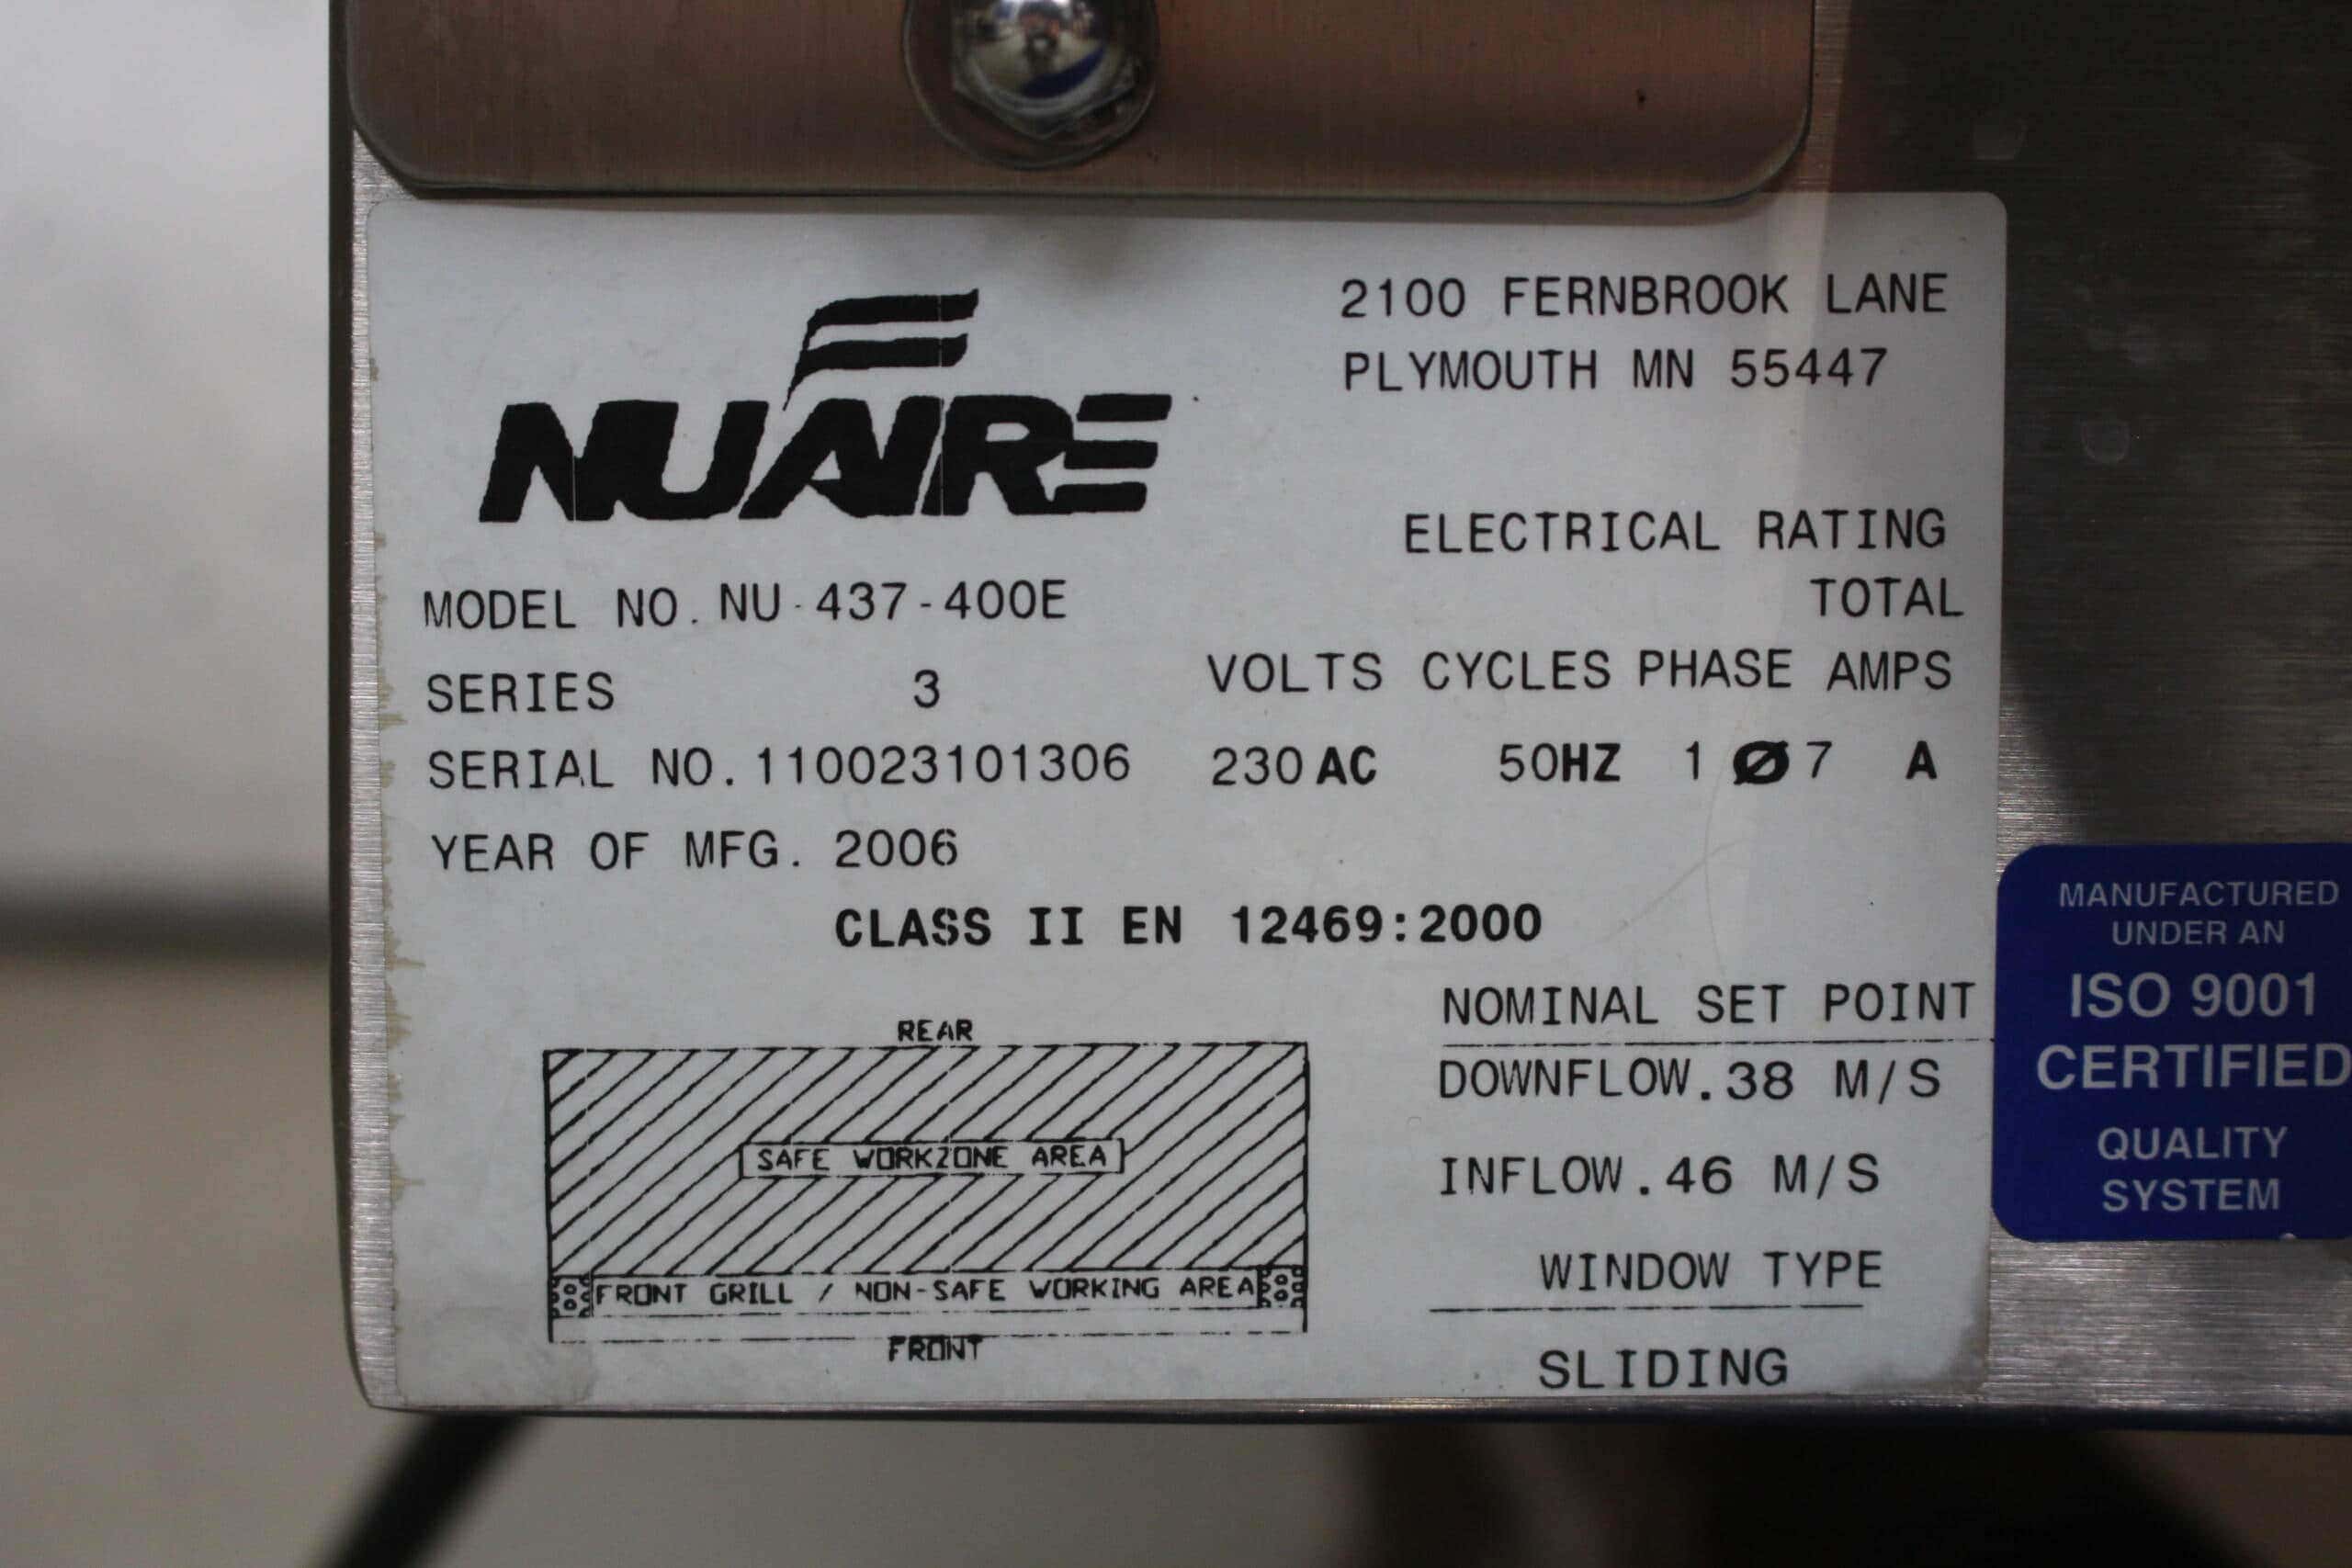 NUAIRE
2100 FERNBROOK LANE
PLYMOUTH MN 55447
ELECTRICAL RATING
TOTAL
MODEL NO. NU-437-400E
VOLTS CYCLES PHASE AMPS
SERIES 3
SERIAL NO. 110023101306
230 AC 50HZ 1 Ø 7 A
YEAR OF MFG. 2006
CLASS II EN 12469:2000
REAR
SAFE WORKZONE AREA
FRONT GRILL / NON-SAFE WORKING AREA
FRONT
NOMINAL SET POINT
DOWNFLOW .38 M/S
INFLOW .46 M/S
WINDOW TYPE
SLIDING
MANUFACTURED
UNDER AN
ISO 9001
CERTIFIED
QUALITY
SYSTEM